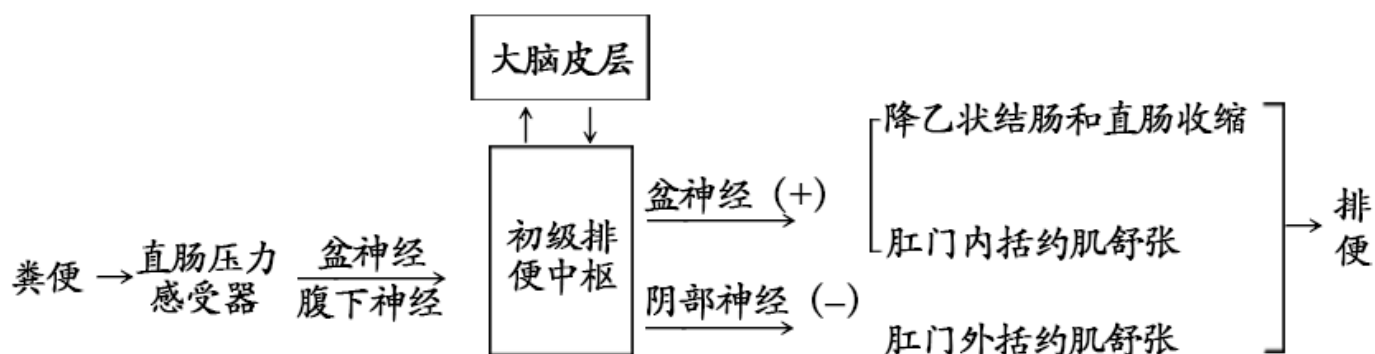 大脑皮层
降乙状结肠和直肠收缩
盆神经 (+)
排便
初级排便中枢
肛门内括约肌舒张
粪便
直肠压力感受器
盆神经
腹下神经
阴部神经 (–)
肛门外括约肌舒张